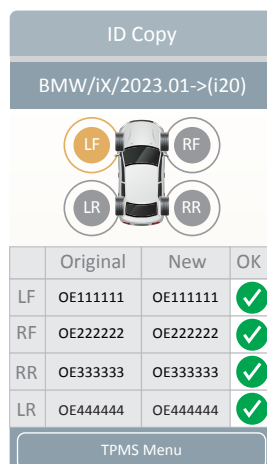 ID Copy
BMW/iX/2023.01->(i20)
LF RF
LR RR
Original New OK
LF OE111111 OE111111
RF OE222222 OE222222
RR OE333333 OE333333
LR OE444444 OE444444
TPMS Menu